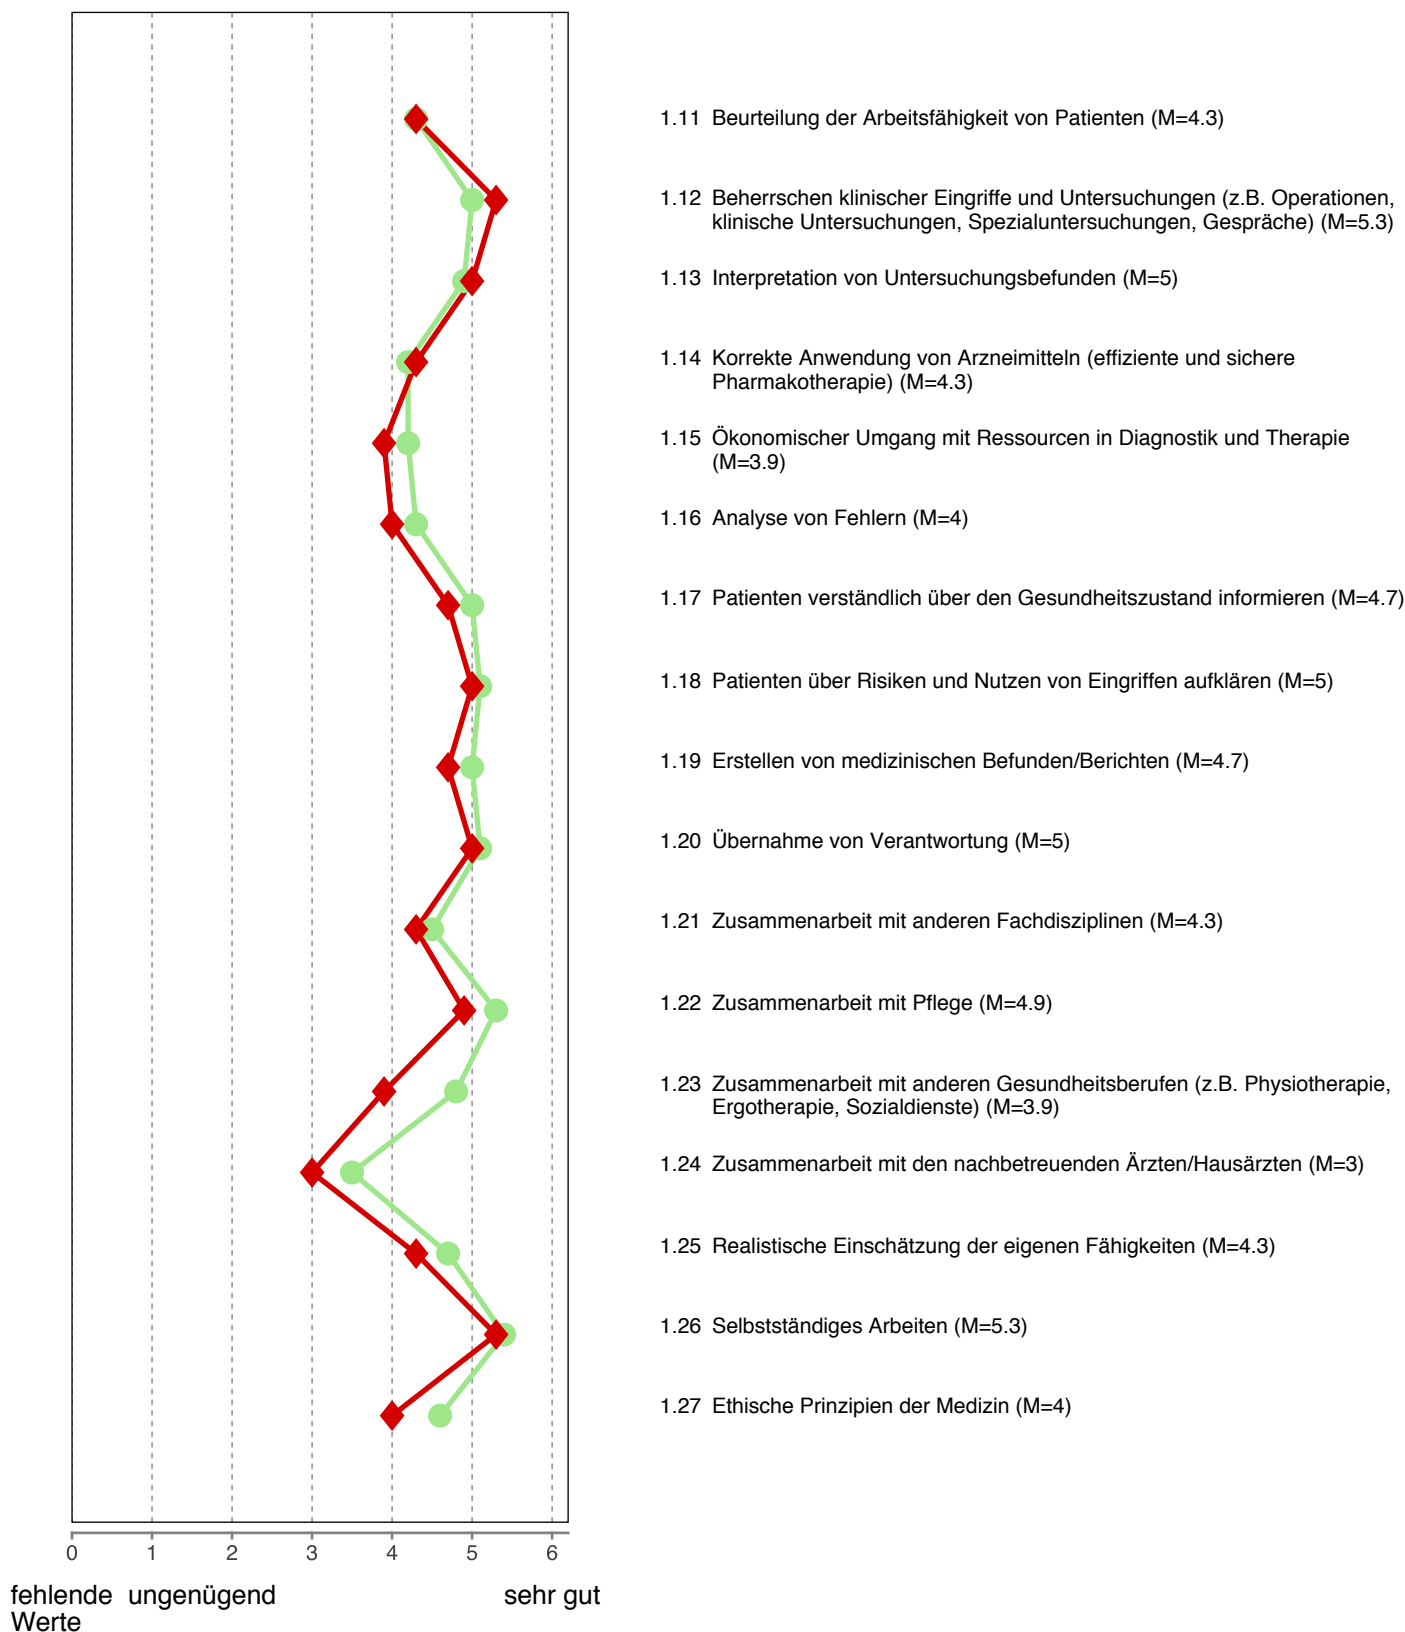 1.11 Beurteilung der Arbeitsfähigkeit von Patienten (M=4.3)
1.12 Beherrschen klinischer Eingriffe und Untersuchungen (z.B. Operationen,
klinische Untersuchungen, Spezialuntersuchungen, Gespräche) (M=5.3)
1.13 Interpretation von Untersuchungsbefunden (M=5)
1.14 Korrekte Anwendung von Arzneimitteln (effiziente und sichere
Pharmakotherapie) (M=4.3)
1.15 Ökonomischer Umgang mit Ressourcen in Diagnostik und Therapie
(M=3.9)
1.16 Analyse von Fehlern (M=4)
1.17 Patienten verständlich über den Gesundheitszustand informieren (M=4.7)
1.18 Patienten über Risiken und Nutzen von Eingriffen aufklären (M=5)
1.19 Erstellen von medizinischen Befunden/Berichten (M=4.7)
1.20 Übernahme von Verantwortung (M=5)
1.21 Zusammenarbeit mit anderen Fachdisziplinen (M=4.3)
1.22 Zusammenarbeit mit Pflege (M=4.9)
1.23 Zusammenarbeit mit anderen Gesundheitsberufen (z.B. Physiotherapie,
Ergotherapie, Sozialdienste) (M=3.9)
1.24 Zusammenarbeit mit den nachbetreuenden Ärzten/Hausärzten (M=3)
1.25 Realistische Einschätzung der eigenen Fähigkeiten (M=4.3)
1.26 Selbstständiges Arbeiten (M=5.3)
1.27 Ethische Prinzipien der Medizin (M=4)
0 1 2 3 4 5 6
fehlende ungenügend sehr gut
Werte